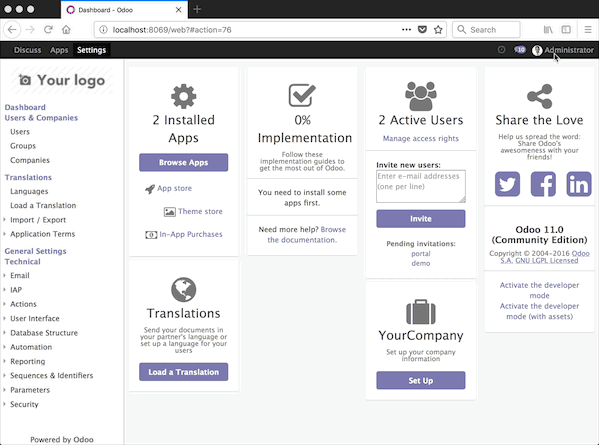 Dashboard - Odoo
localhost:8069/web?#action=76
Search
Discuss
Apps
Settings
10
Administrator
Your logo
Dashboard
Users & Companies
Users
Groups
Companies
Translations
Languages
Load a Translation
Import / Export
Application Terms
General Settings
Technical
Email
IAP
Actions
User Interface
Database Structure
Automation
Reporting
Sequences & Identifiers
Parameters
Security
Powered by Odoo
2 Installed
Apps
Browse Apps
App store
Theme store
In-App Purchases
Translations
Send your documents in
your partner's language or
set up a language for your
users
Load a Translation
0%
Implementation
Follow these
implementation guides to
get the most out of Odoo.
You need to install some
apps first.
Need more help? Browse
the documentation.
2 Active Users
Manage access rights
Invite new users:
Enter e-mail addresses
(one per line)
Invite
Pending invitations:
portal
demo
YourCompany
Set up your company
information
Set Up
Share the Love
Help us spread the word:
Share Odoo's
awesomeness with your
friends!
Odoo 11.0
(Community Edition)
Copyright © 2004-2016 Odoo
S.A. GNU LGPL Licensed
Activate the developer
mode
Activate the developer
mode (with assets)